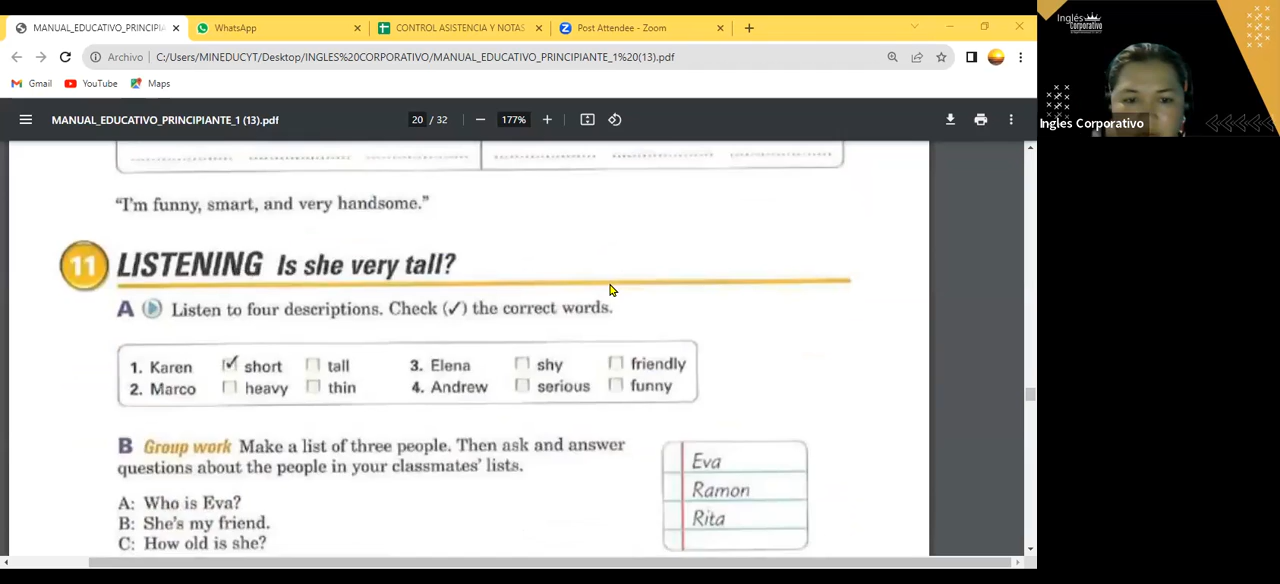 MANUAL_EDUCATIVO_PRINCIPIA
WhatsApp
CONTROL ASISTENCIA Y NOTAS
Post Attendee - Zoom
Archivo
C:/Users/MINEDUCYT/Desktop/INGLES%20CORPORATIVO/MANUAL_EDUCATIVO_PRINCIPIANTE_1%20(13).pdf
Gmail
YouTube
Maps
MANUAL_EDUCATIVO_PRINCIPIANTE_1 (13).pdf
20 / 32
177%
Inglés
Corporativo
Ingles Corporativo
"I'm funny, smart, and very handsome."
11 LISTENING Is she very tall?
A Listen to four descriptions. Check (✓) the correct words.
1. Karen ✓ short tall 3. Elena shy friendly
2. Marco heavy thin 4. Andrew serious funny
B Group work Make a list of three people. Then ask and answer
questions about the people in your classmates' lists.
A: Who is Eva?
B: She's my friend.
C: How old is she?
Eva
Ramon
Rita